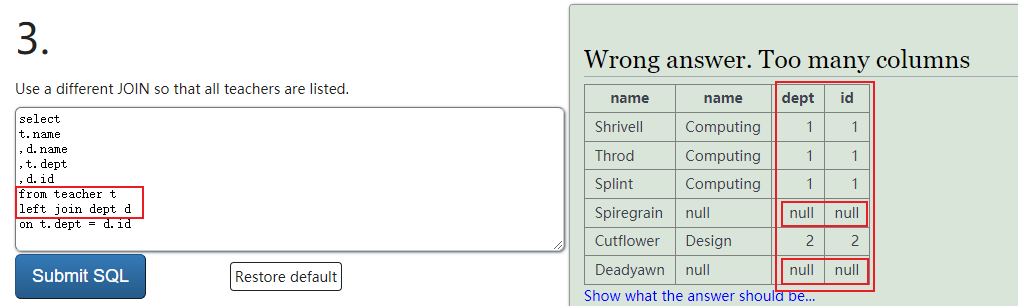 3.
Use a different JOIN so that all teachers are listed.
select
t.name
,d.name
,t.dept
,d.id
from teacher t
left join dept d
on t.dept = d.id
Submit SQL
Restore default
Wrong answer. Too many columns
name name dept id
Shrivell Computing 1 1
Throd Computing 1 1
Splint Computing 1 1
Spiregrain null null null
Cutflower Design 2 2
Deadyawn null null null
Show what the answer should be...